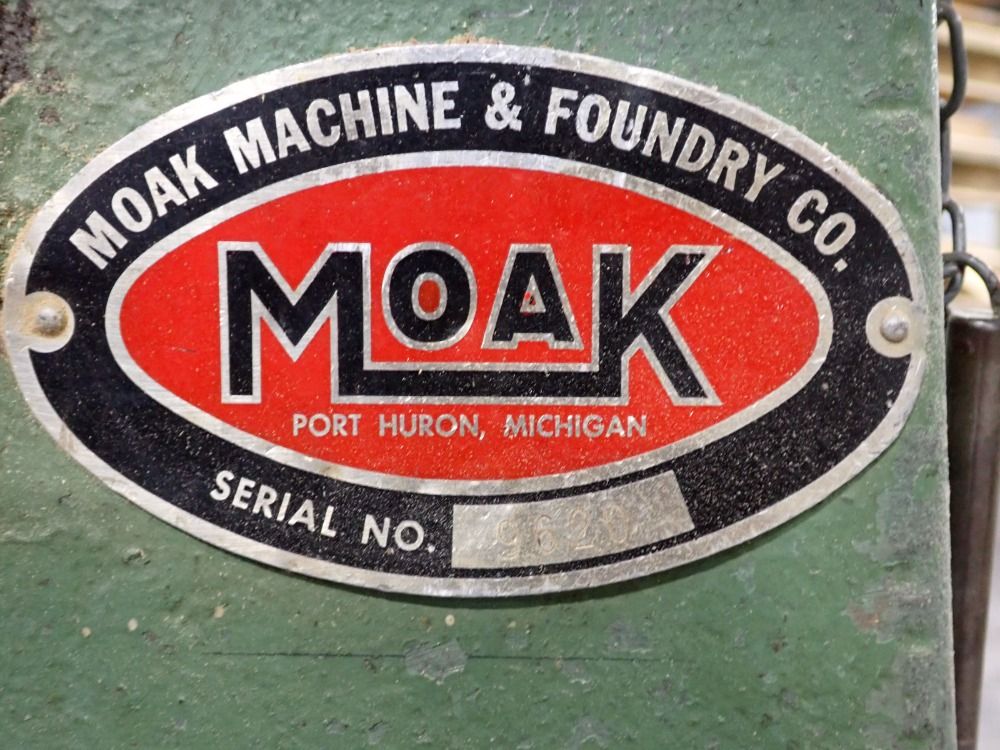 MOAK MACHINE & FOUNDRY CO.
MOAK
PORT HURON, MICHIGAN
SERIAL NO. 9620